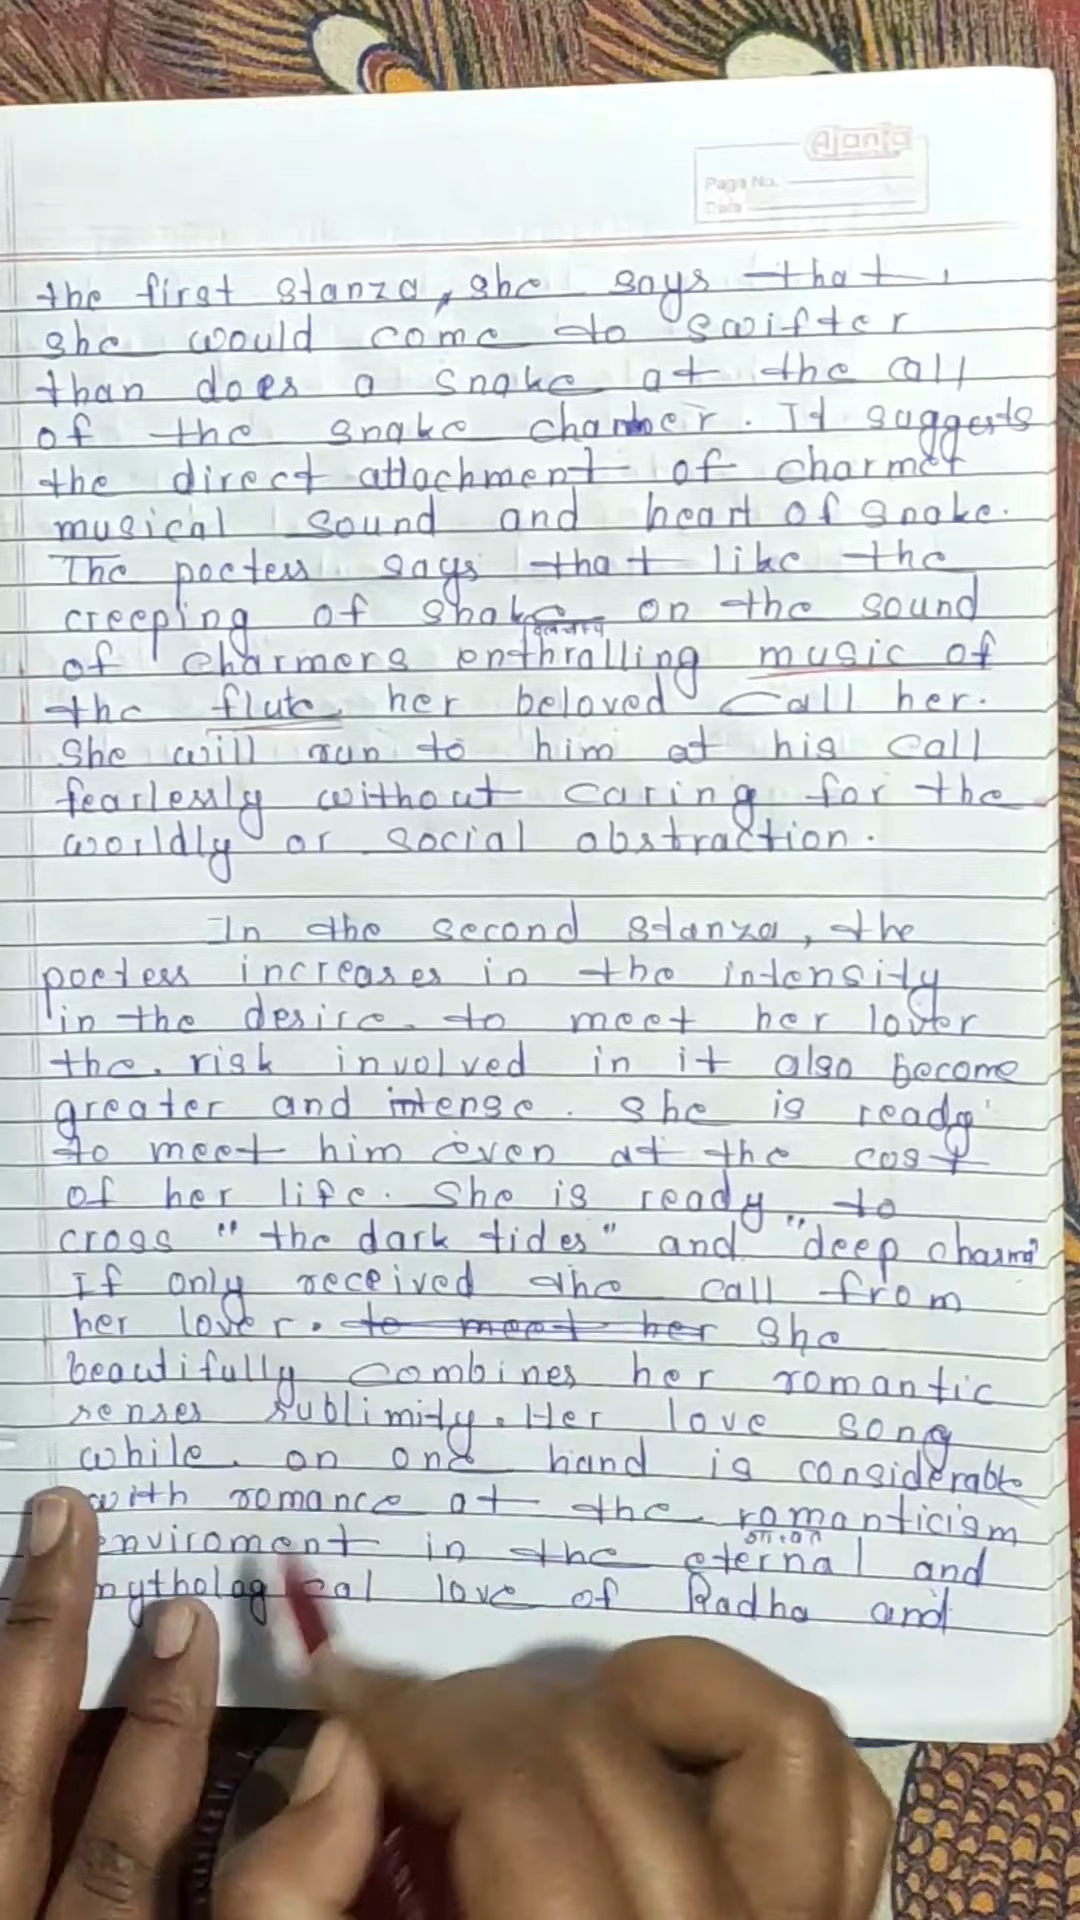 Ajanta
Page No.
Date
the first stanza, she says that,
she would come to swifter
than does a snake at the call
of the snake chamber. It suggests
the direct attachment of charmer
musical sound and heart of snake.
The poetess says that like the
creeping of snake on the sound
of charmers enthralling music of
the flute her beloved call her.
She will run to him at his call
fearlessly without caring for the
worldly or social obstraction.
In the second stanza, the
poetess increases in the intensity
in the desire to meet her lover
the risk involved in it also become
greater and intense. She is ready
to meet him even at the cost
of her life. She is ready to
cross "the dark tides" and "deep chasms"
If only received the call from
her lover. to meet her She
beautifully combines her romantic
senses sublimity. Her love song
while on one hand is considerable
with romance at the romanticism
enviroment in the eternal and
mythological love of Radha and